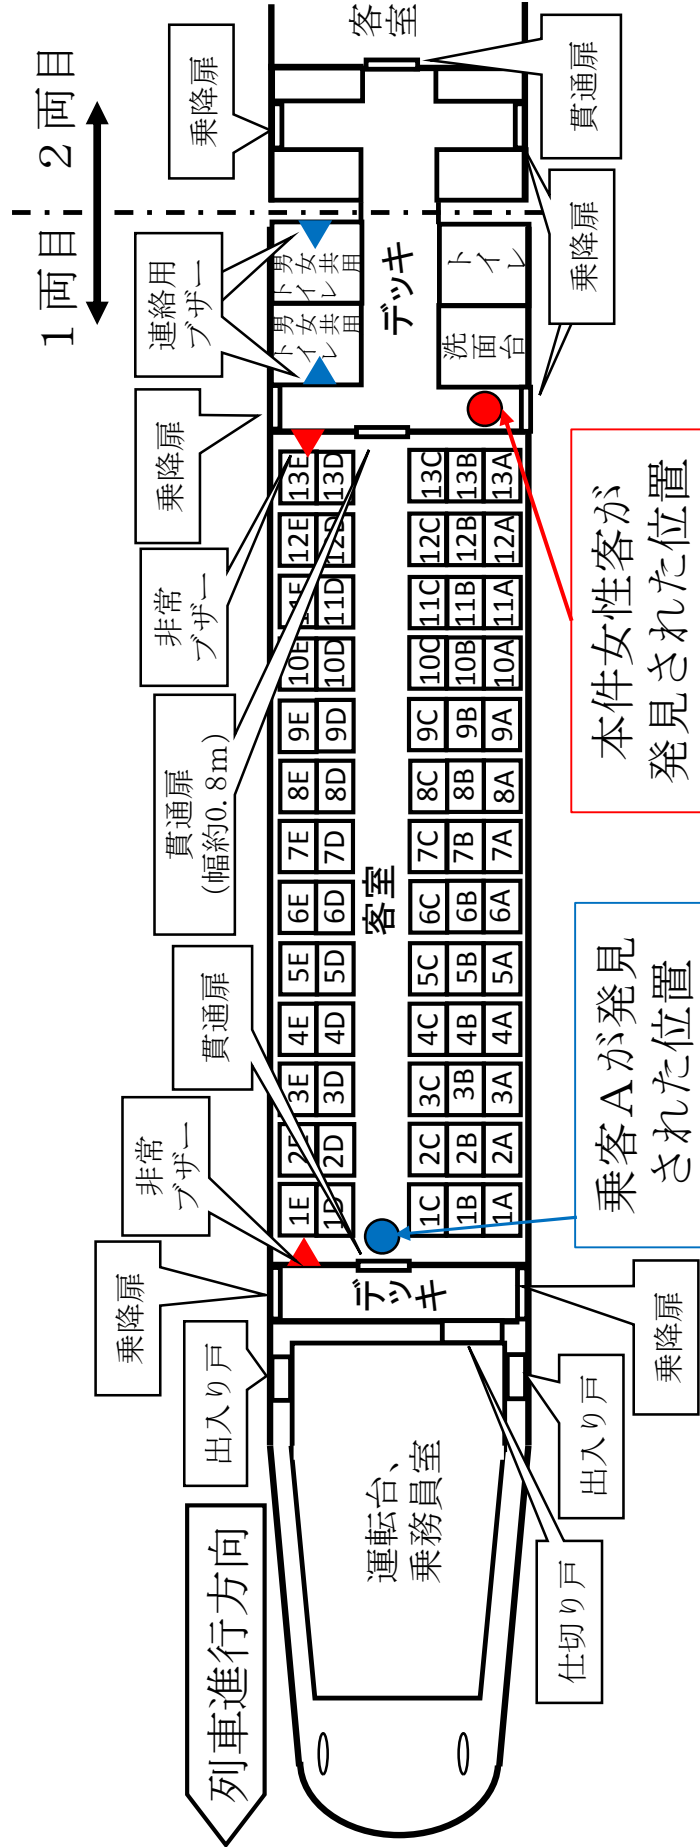 1両目 2両目
乗降扉
出入り戸
列車進行方向
非常
ブザー
貫通扉
貫通扉
(幅約0.8m)
非常
ブザー
乗降扉
連絡用
ブザー
乗降扉
1E 2E 3E 4E 5E 6E 7E 8E 9E 10E 11E 12E 13E
1D 2D 3D 4D 5D 6D 7D 8D 9D 10D 11D 12D 13D
男女共用
トイレ
男女共用
トイレ
客室
デッキ
客室
デッキ
運転台、
乗務員室
1C 2C 3C 4C 5C 6C 7C 8C 9C 10C 11C 12C 13C
1B 2B 3B 4B 5B 6B 7B 8B 9B 10B 11B 12B 13B
1A 2A 3A 4A 5A 6A 7A 8A 9A 10A 11A 12A 13A
洗面台
トイレ
仕切り戸
出入り戸
乗降扉
乗客Aが発見
された位置
本件女性客が
発見された位置
乗降扉
貫通扉